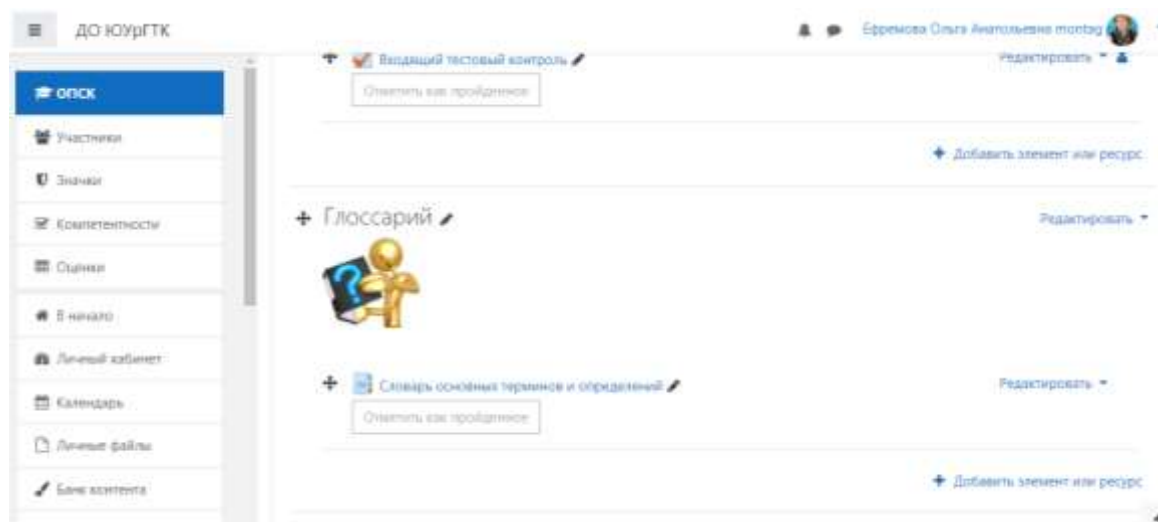 ДО ЮУрГТК
Ефремова Ольга Анатольевна montag
ОПСК
Участники
Значки
Компетентности
Оценки
В начало
Личный кабинет
Календарь
Личные файлы
Банк контента
Входящий тестовый контроль
Редактировать
Отметить как пройденное
Добавить элемент или ресурс
Глоссарий
Редактировать
?
Словарь основных терминов и определений
Редактировать
Отметить как пройденное
Добавить элемент или ресурс